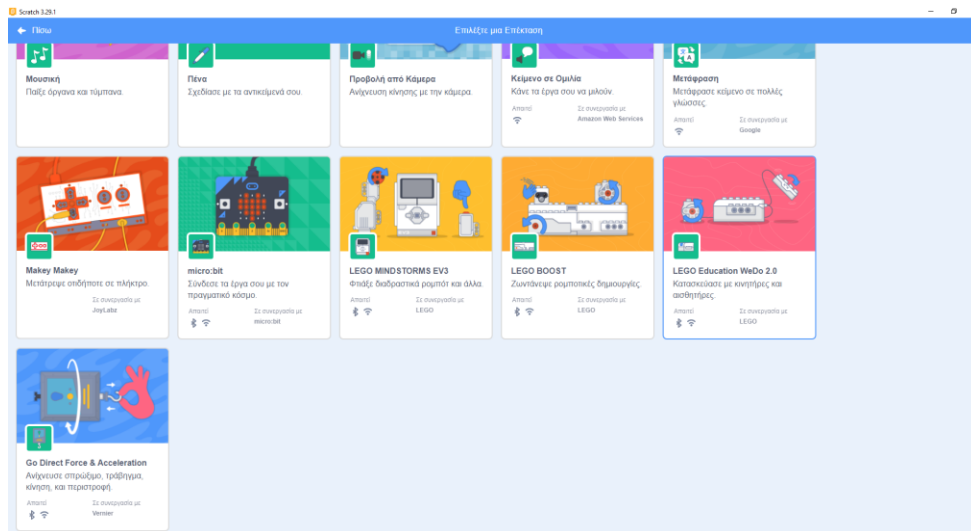 Scratch 3.29.1
Πίσω
Επιλέξτε μια Επέκταση
Μουσική
Παίξε όργανα και τύμπανα.
Πένα
Σχεδίασε με τα αντικείμενά σου.
Προβολή από Κάμερα
Ανίχνευση κίνησης με την κάμερα.
Κείμενο σε Ομιλία
Κάνε τα έργα σου να μιλούν.
Απαιτεί
Σε συνεργασία με
Amazon Web Services
Μετάφραση
Μετάφρασε κείμενο σε πολλές
γλώσσες.
Απαιτεί
Σε συνεργασία με
Google
Makey Makey
Μετάτρεψε οτιδήποτε σε πλήκτρο.
Σε συνεργασία με
JoyLabz
micro:bit
Σύνδεσε τα έργα σου με τον
πραγματικό κόσμο.
Απαιτεί
Σε συνεργασία με
micro:bit
LEGO MINDSTORMS EV3
Φτιάξε διαδραστικά ρομπότ και άλλα.
Απαιτεί
Σε συνεργασία με
LEGO
LEGO BOOST
Ζωντάνεψε ρομποτικές δημιουργίες.
Απαιτεί
Σε συνεργασία με
LEGO
LEGO Education WeDo 2.0
Κατασκεύασε με κινητήρες και
αισθητήρες.
Απαιτεί
Σε συνεργασία με
LEGO
Go Direct Force & Acceleration
Ανίχνευσε σπρώξιμο, τράβηγμα,
κίνηση, και περιστροφή.
Απαιτεί
Σε συνεργασία με
Vernier